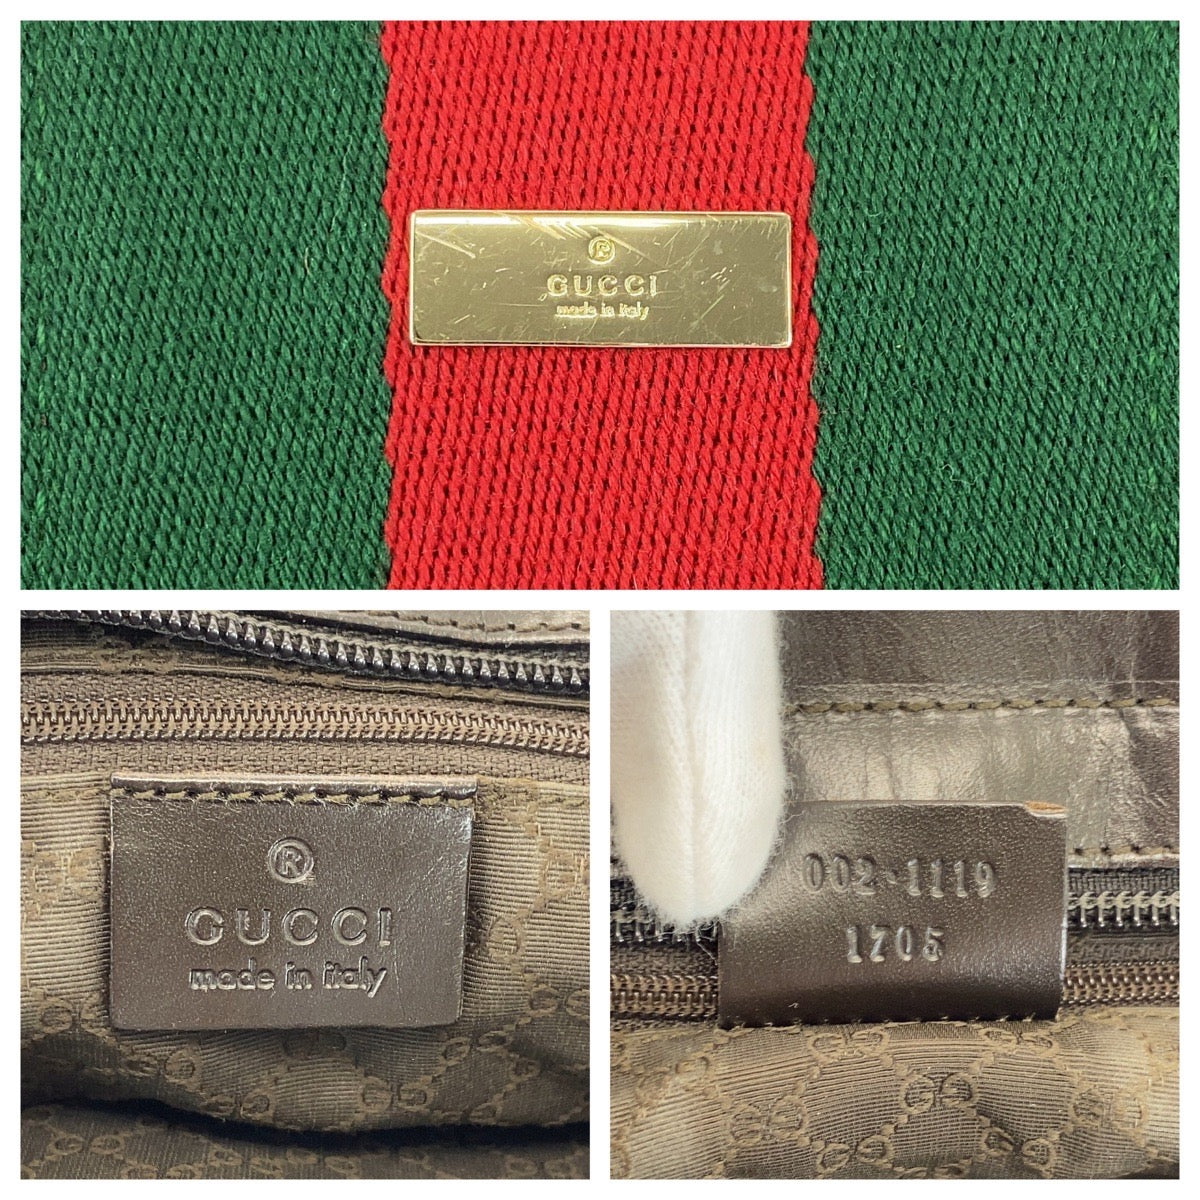 ®
GUCCI
made in italy
®
GUCCI
made in italy
002・1119
1705